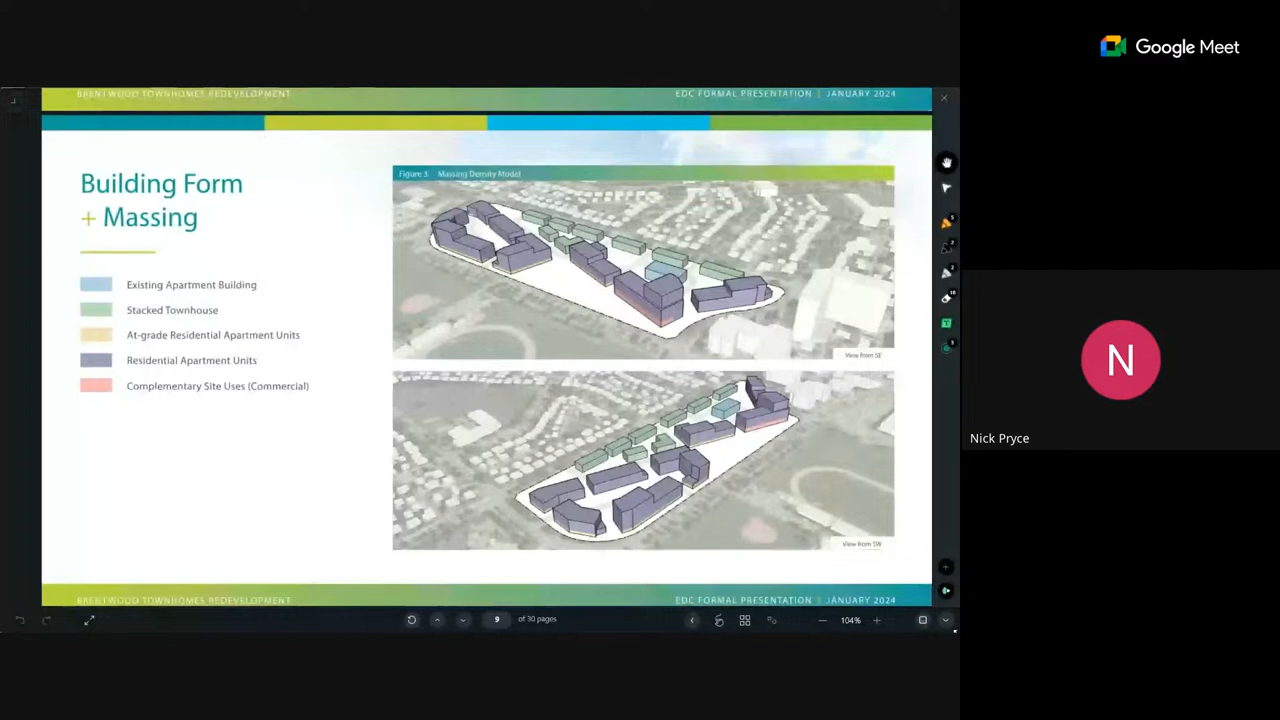 Google Meet
BRENTWOOD TOWNHOMES REDEVELOPMENT
EDC FORMAL PRESENTATION | JANUARY 2024
Building Form
+ Massing
Existing Apartment Building
Stacked Townhouse
At-grade Residential Apartment Units
Residential Apartment Units
Complementary Site Uses (Commercial)
Figure 3. Massing Density Model
View from SE
View from SW
N
Nick Pryce
BRENTWOOD TOWNHOMES REDEVELOPMENT
EDC FORMAL PRESENTATION | JANUARY 2024
9 of 30 pages
104%